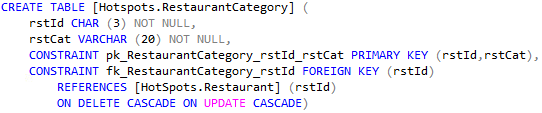 CREATE TABLE [Hotspots.RestaurantCategory] (
rstId CHAR (3) NOT NULL,
rstCat VARCHAR (20) NOT NULL,
CONSTRAINT pk_RestaurantCategory_rstId_rstCat PRIMARY KEY (rstId,rstCat),
CONSTRAINT fk_RestaurantCategory_rstId FOREIGN KEY (rstId)
REFERENCES [HotSpots.Restaurant] (rstId)
ON DELETE CASCADE ON UPDATE CASCADE)